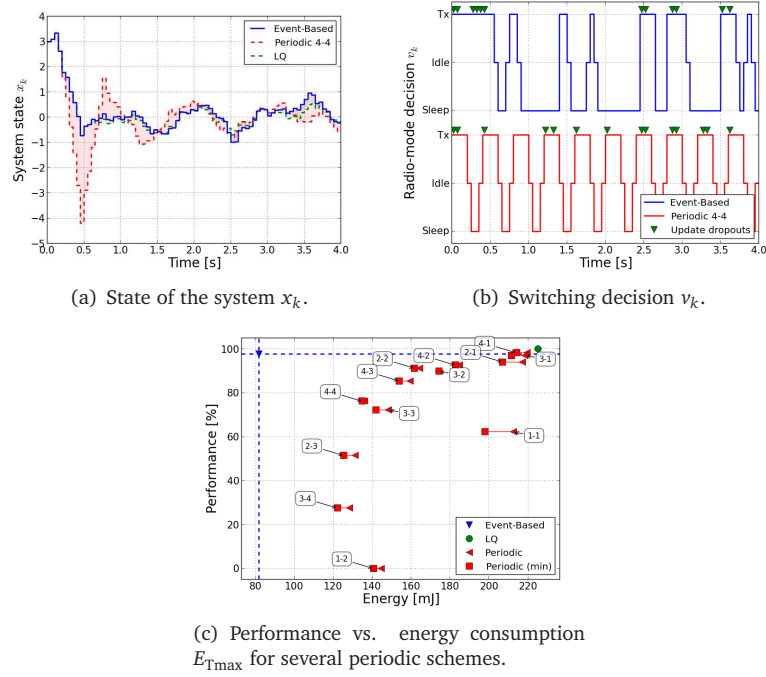 5
4
3
2
1
0
−1
−2
−3
−4
−5
0.0 0.5 1.0 1.5 2.0 2.5 3.0 3.5 4.0
System state x_k
Time [s]
Event-Based
Periodic 4-4
LQ
(a) State of the system x_k.
Tx
Idle
Sleep
Tx
Idle
Sleep
0.0 0.5 1.0 1.5 2.0 2.5 3.0 3.5 4.0
Radio-mode decision v_k
Time [s]
Event-Based
Periodic 4-4
Update dropouts
(b) Switching decision v_k.
100
80
60
40
20
0
80 100 120 140 160 180 200 220
Performance [%]
Energy [mJ]
4-1
2-1
3-1
4-2
2-2
3-2
4-3
4-4
3-3
1-1
2-3
3-4
1-2
Event-Based
LQ
Periodic
Periodic (min)
(c) Performance vs. energy consumption
E_Tmax for several periodic schemes.